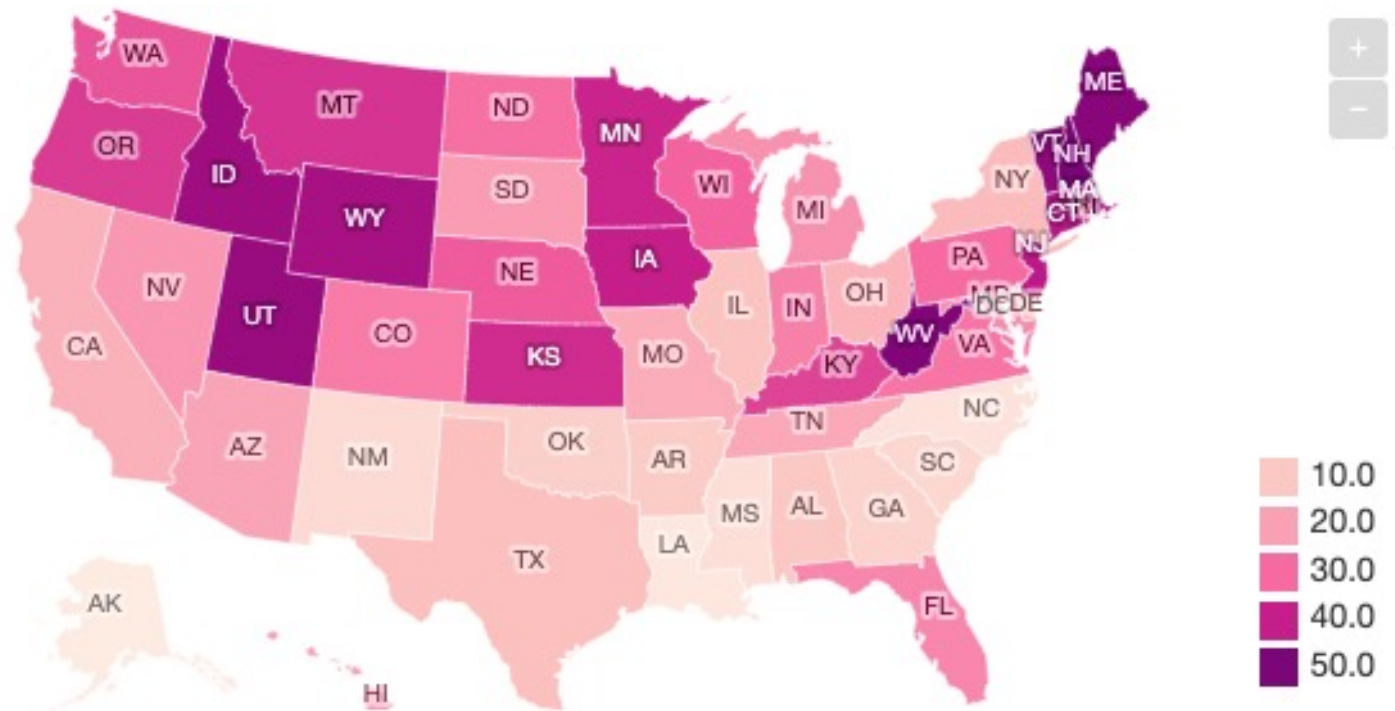 WA
MT
ND
MN
OR
ID
SD
WI
MI
NY
ME
VT
NH
MA
CT
WY
IA
NE
PA
NJ
NV
UT
CO
IL
IN
OH
DE
DC
CA
KS
MO
KY
WV
VA
AZ
NM
OK
AR
TN
NC
SC
MS
AL
GA
TX
LA
AK
HI
FL
+
−
10.0
20.0
30.0
40.0
50.0